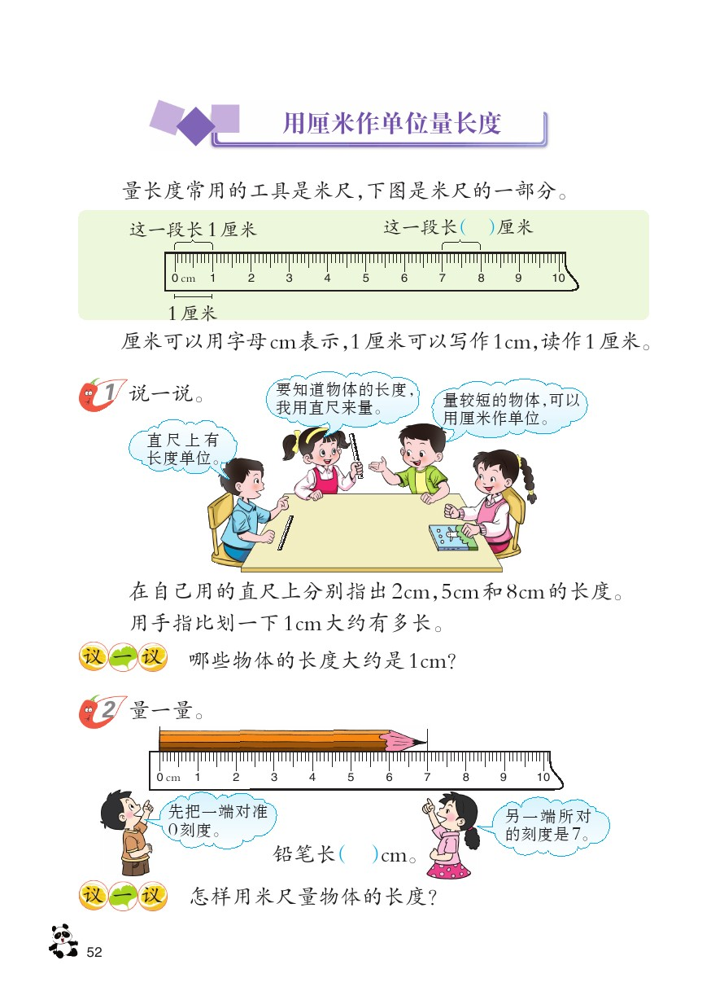 用厘米作单位量长度
量长度常用的工具是米尺,下图是米尺的一部分。
这一段长1厘米
这一段长( )厘米
0 cm 1 2 3 4 5 6 7 8 9 10
1厘米
厘米可以用字母cm表示,1厘米可以写作1cm,读作1厘米。
1 说一说。
直尺上有
长度单位。
要知道物体的长度,
我用直尺来量。
量较短的物体,可以
用厘米作单位。
在自己用的直尺上分别指出2cm,5cm和8cm的长度。
用手指比划一下1cm大约有多长。
议一议 哪些物体的长度大约是1cm?
2 量一量。
0 cm 1 2 3 4 5 6 7 8 9 10
先把一端对准
0刻度。
另一端所对
的刻度是7。
铅笔长( )cm。
议一议 怎样用米尺量物体的长度?
52